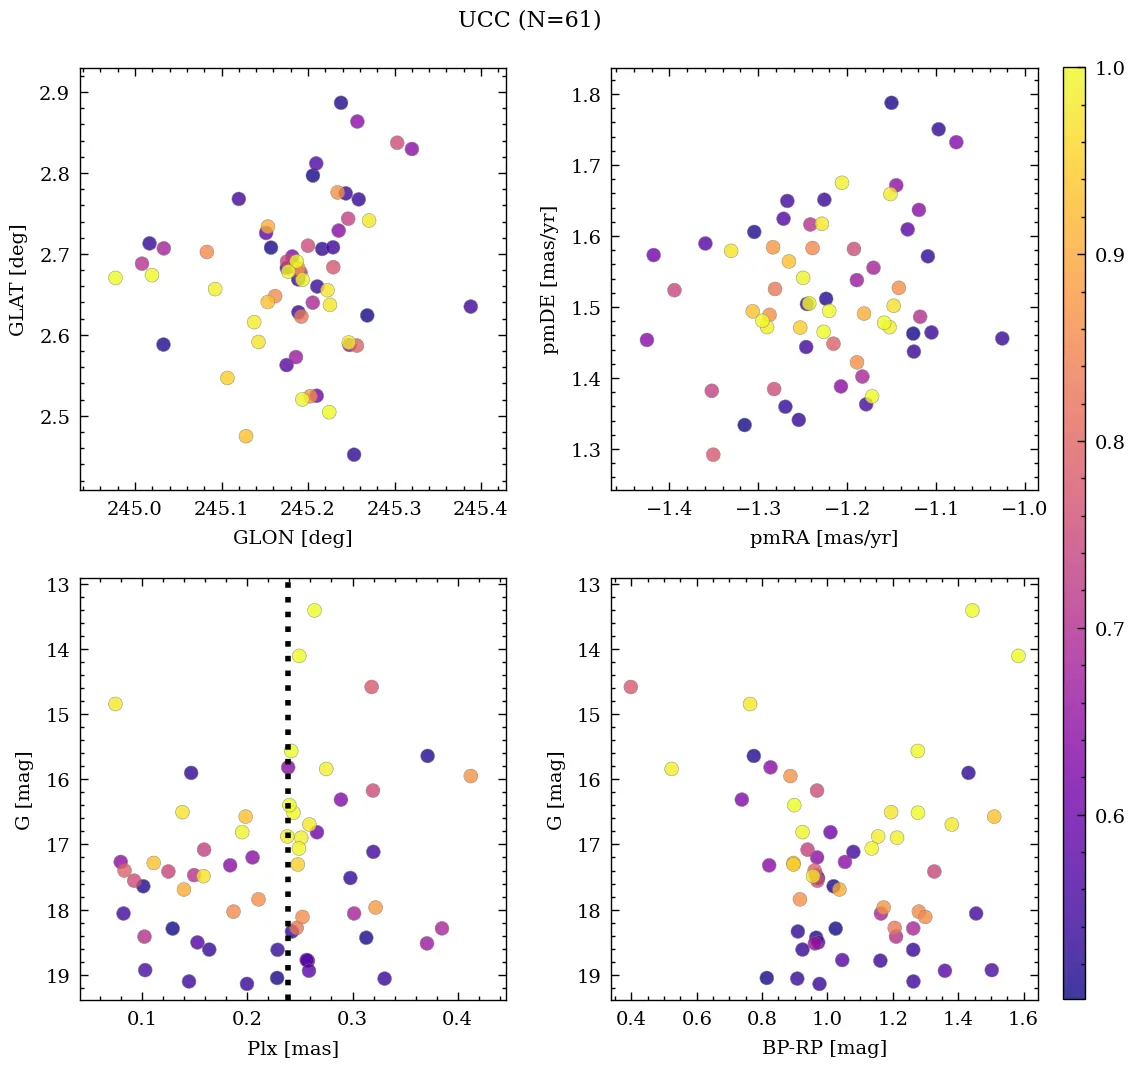 UCC (N=61)
2.9
2.8
2.7
2.6
2.5
GLAT [deg]
245.0 245.1 245.2 245.3 245.4
GLON [deg]
1.8
1.7
1.6
1.5
1.4
1.3
pmDE [mas/yr]
−1.4 −1.3 −1.2 −1.1 −1.0
pmRA [mas/yr]
13
14
15
16
17
18
19
G [mag]
0.1 0.2 0.3 0.4
Plx [mas]
13
14
15
16
17
18
19
G [mag]
0.4 0.6 0.8 1.0 1.2 1.4 1.6
BP-RP [mag]
1.0
0.9
0.8
0.7
0.6